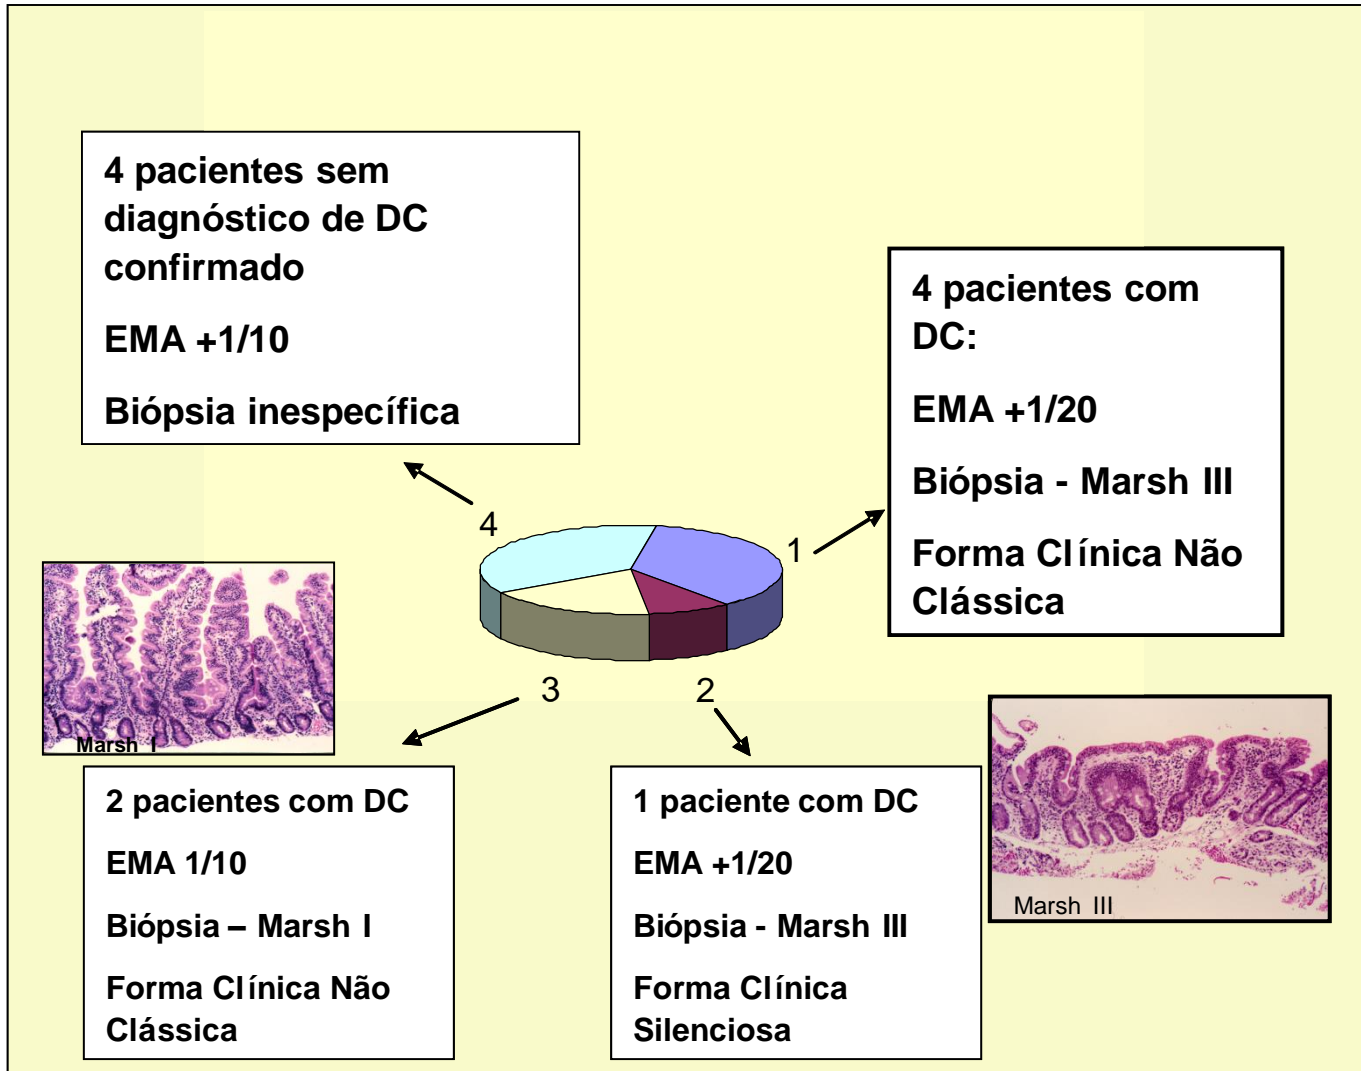 4 pacientes sem
diagnóstico de DC
confirmado
EMA +1/10
Biópsia inespecífica
4 pacientes com
DC:
EMA +1/20
Biópsia - Marsh III
Forma Clínica Não
Clássica
4
1
3
2
Marsh I
2 pacientes com DC
EMA 1/10
Biópsia – Marsh I
Forma Clínica Não
Clássica
1 paciente com DC
EMA +1/20
Biópsia - Marsh III
Forma Clínica
Silenciosa
Marsh III